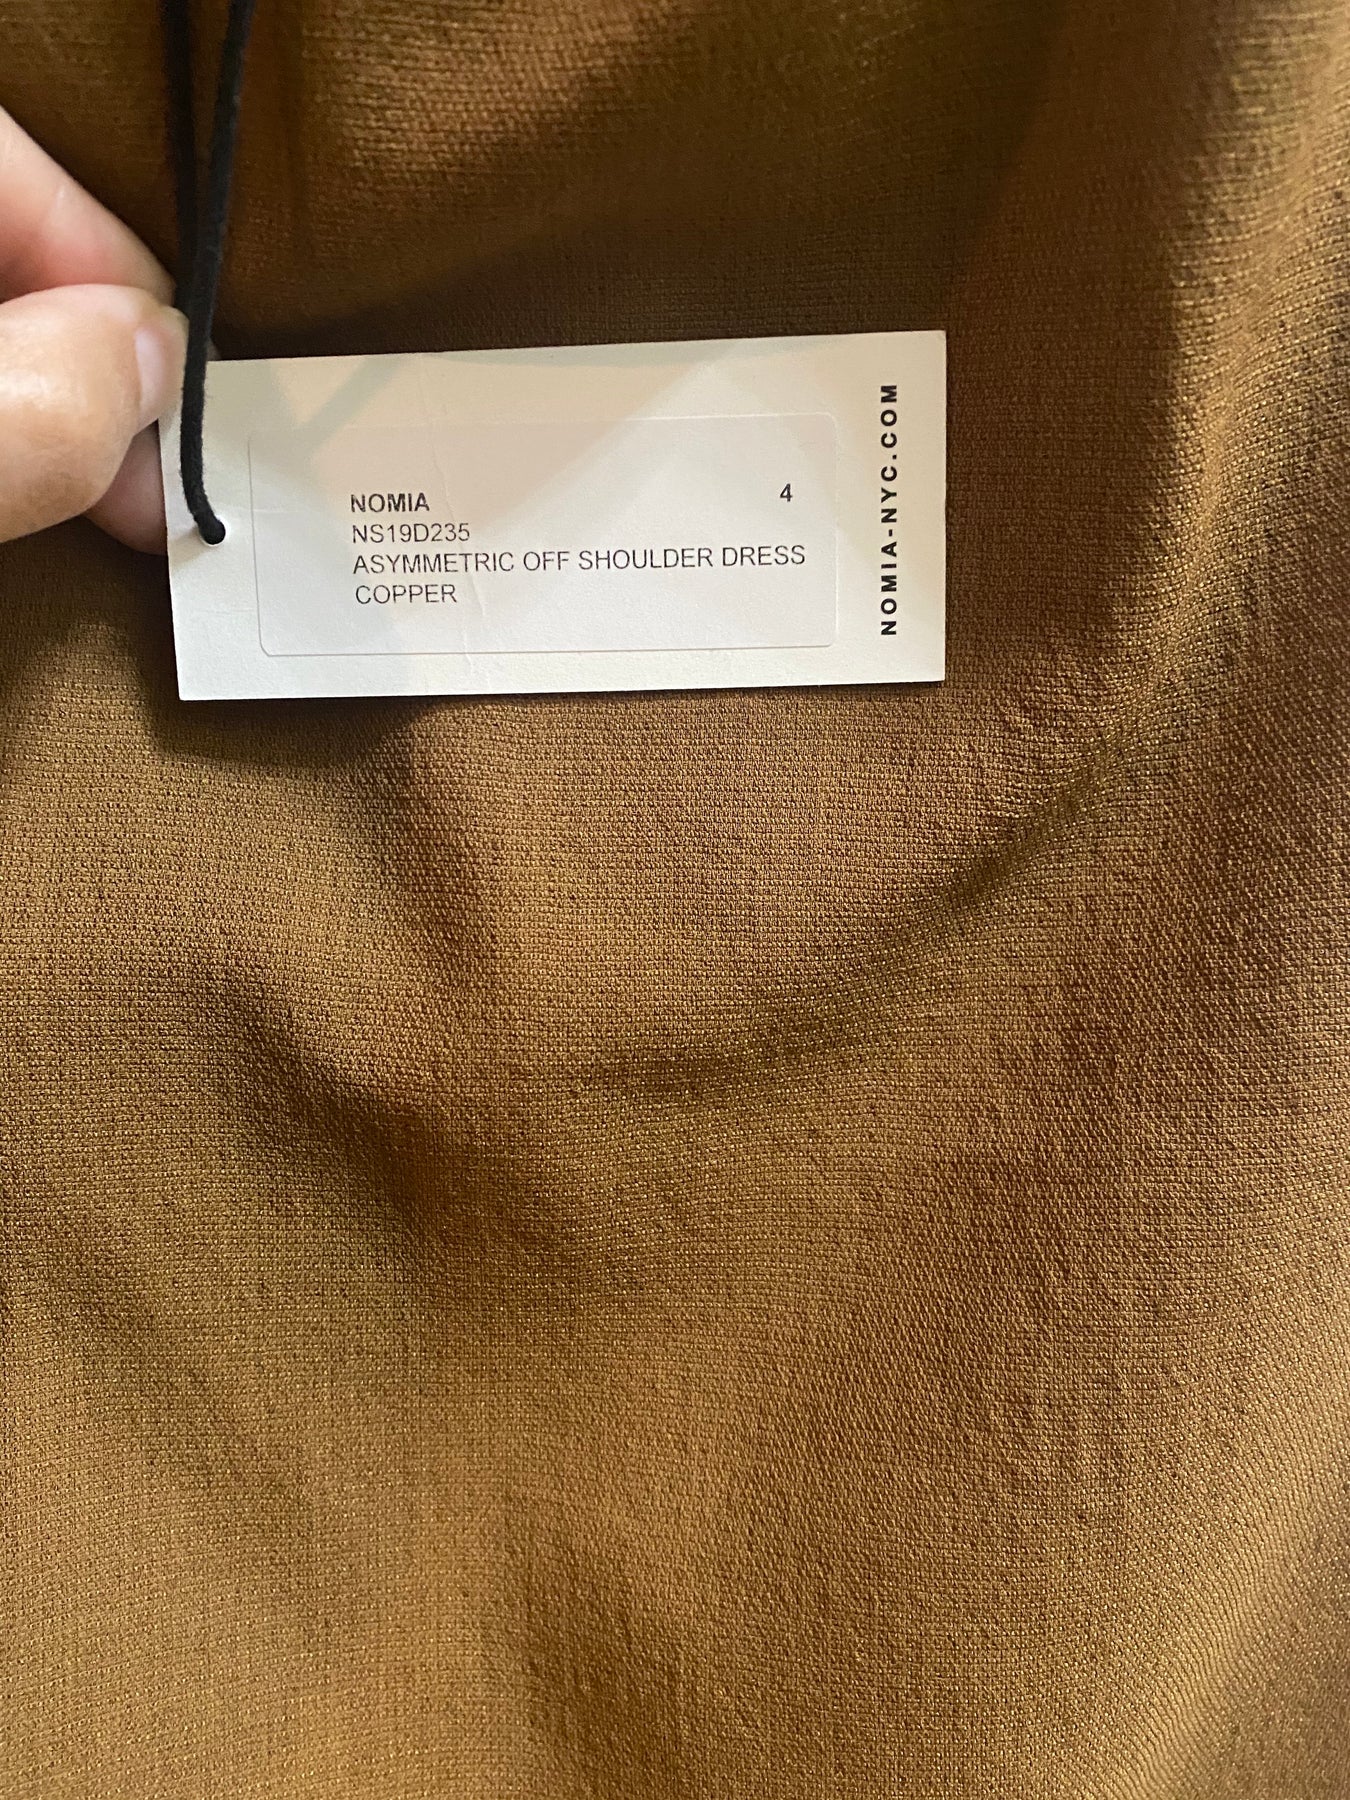 NOMIA 4
NS19D235
ASYMMETRIC OFF SHOULDER DRESS
COPPER
NOMIA-NYC.COM